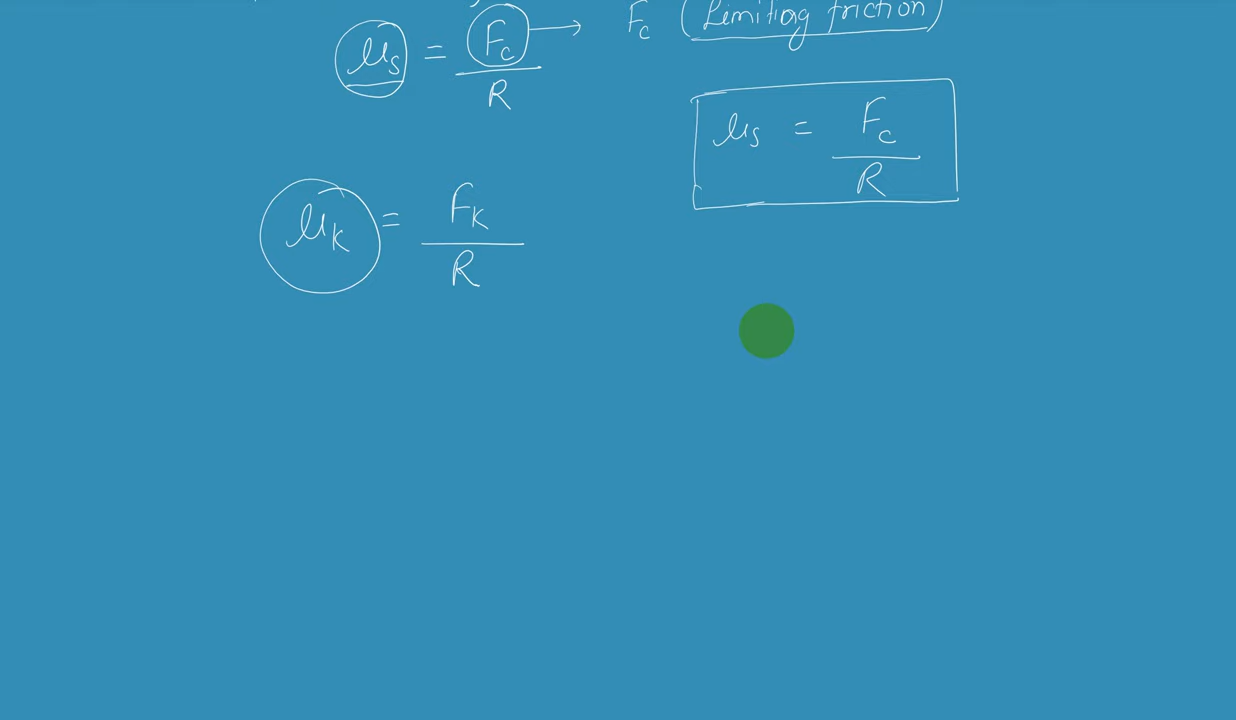 μs = Fc / R → Fc (Limiting friction)
μs = Fc / R
μK = FK / R